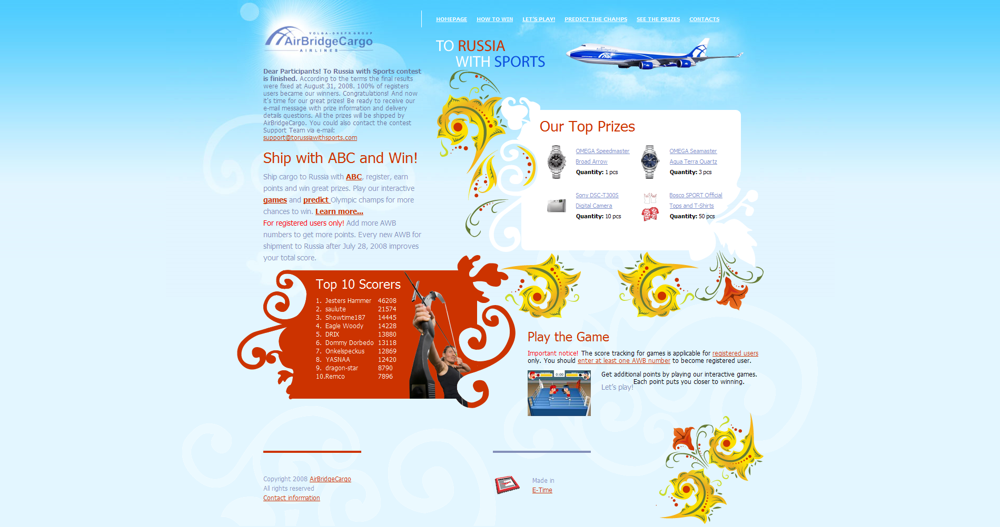 HOMEPAGE HOW TO WIN LET'S PLAY! PREDICT THE CHAMPS SEE THE PRIZES CONTACTS
VOLGA-DNEPR GROUP
AirBridgeCargo
AIRLINES
TO RUSSIA
WITH SPORTS
AirBridgeCargo
ABC
Dear Participants! To Russia with Sports contest
is finished. According to the terms the final results
were fixed at August 31, 2008. 100% of registers
users became our winners. Congratulations! And now
it's time for our great prizes! Be ready to receive our
e-mail message with prize information and delivery
details questions. All the prizes will be shipped by
AirBridgeCargo. You could also contact the contest
Support Team via e-mail:
support@torussiawithsports.com
Ship with ABC and Win!
Ship cargo to Russia with ABC, register, earn
points and win great prizes. Play our interactive
games and predict Olympic champs for more
chances to win. Learn more...
For registered users only! Add more AWB
numbers to get more points. Every new AWB for
shipment to Russia after July 28, 2008 improves
your total score.
Our Top Prizes
OMEGA Speedmaster
Broad Arrow
Quantity: 1 pcs
OMEGA Seamaster
Aqua Terra Quartz
Quantity: 3 pcs
Sony DSC-T300S
Digital Camera
Quantity: 10 pcs
Bosco SPORT Official
Tops and T-Shirts
Quantity: 50 pcs
Top 10 Scorers
1. Jesters Hammer 46208
2. saulute 21574
3. Showtime187 14445
4. Eagle Woody 14228
5. DRIX 13880
6. Dommy Dorbedo 13118
7. Onkelspeckus 12869
8. YASNAA 12420
9. dragon-star 8790
10.Remco 7896
Play the Game
Important notice! The score tracking for games is applicable for registered users
only. You should enter at least one AWB number to become registered user.
0:00
Get additional points by playing our interactive games.
Each point puts you closer to winning.
Let's play!
Copyright 2008 AirBridgeCargo
All rights reserved
Contact information
Made in
E-Time